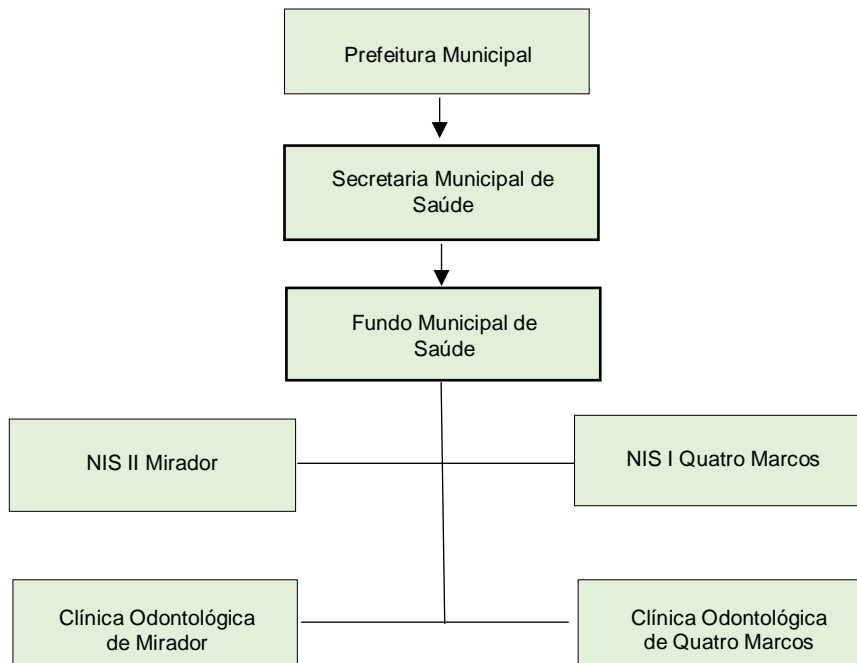 Prefeitura Municipal
Secretaria Municipal de
Saúde
Fundo Municipal de
Saúde
NIS II Mirador
NIS I Quatro Marcos
Clínica Odontológica
de Mirador
Clínica Odontológica
de Quatro Marcos